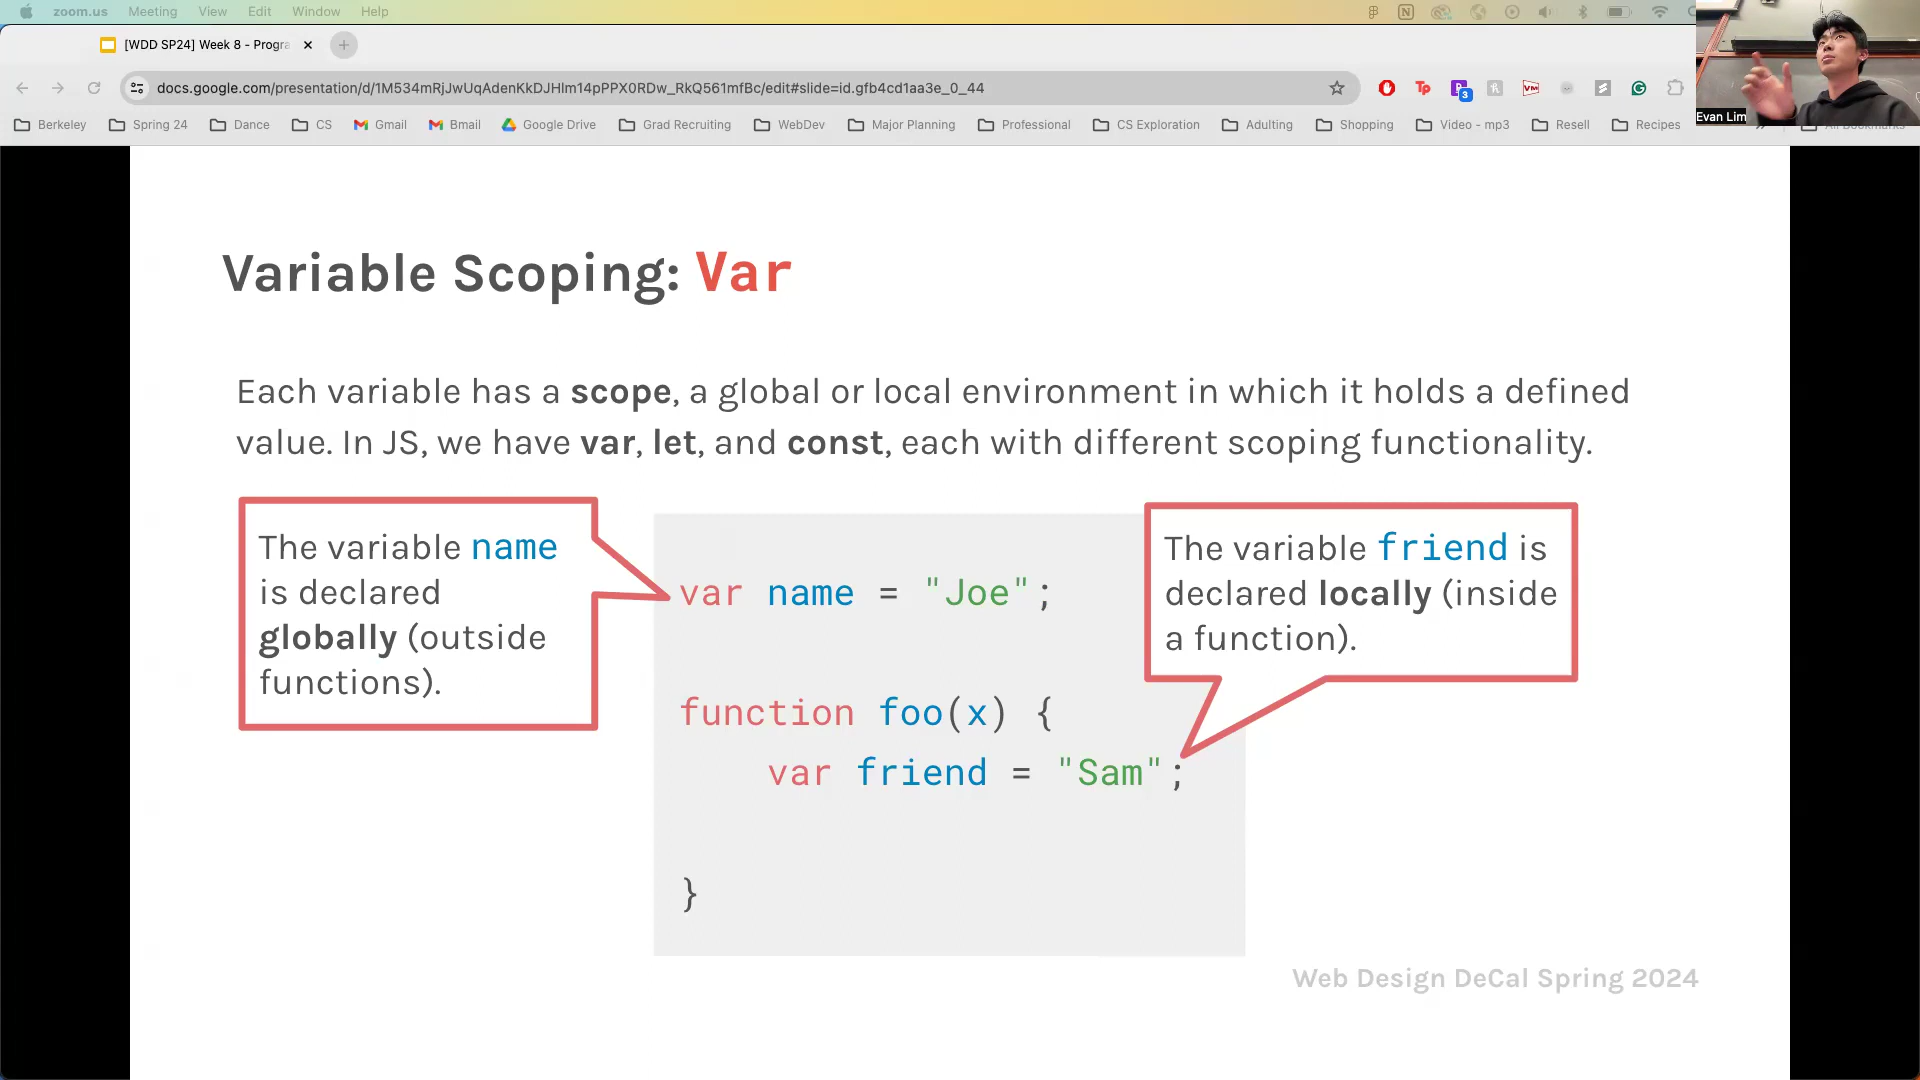 zoom.us Meeting View Edit Window Help
[WDD SP24] Week 8 - Progra
docs.google.com/presentation/d/1M534mRjJwUqAdenKkDJHlm14pPPX0RDw_RkQ561mfBc/edit#slide=id.gfb4cd1aa3e_0_44
Berkeley Spring 24 Dance CS Gmail Bmail Google Drive Grad Recruiting WebDev Major Planning Professional CS Exploration Adulting Shopping Video - mp3 Resell Recipes All Bookmarks
Evan Lim
Variable Scoping: Var
Each variable has a scope, a global or local environment in which it holds a defined
value. In JS, we have var, let, and const, each with different scoping functionality.
The variable name
is declared
globally (outside
functions).
var name = "Joe";
function foo(x) {
var friend = "Sam";
}
The variable friend is
declared locally (inside
a function).
Web Design DeCal Spring 2024